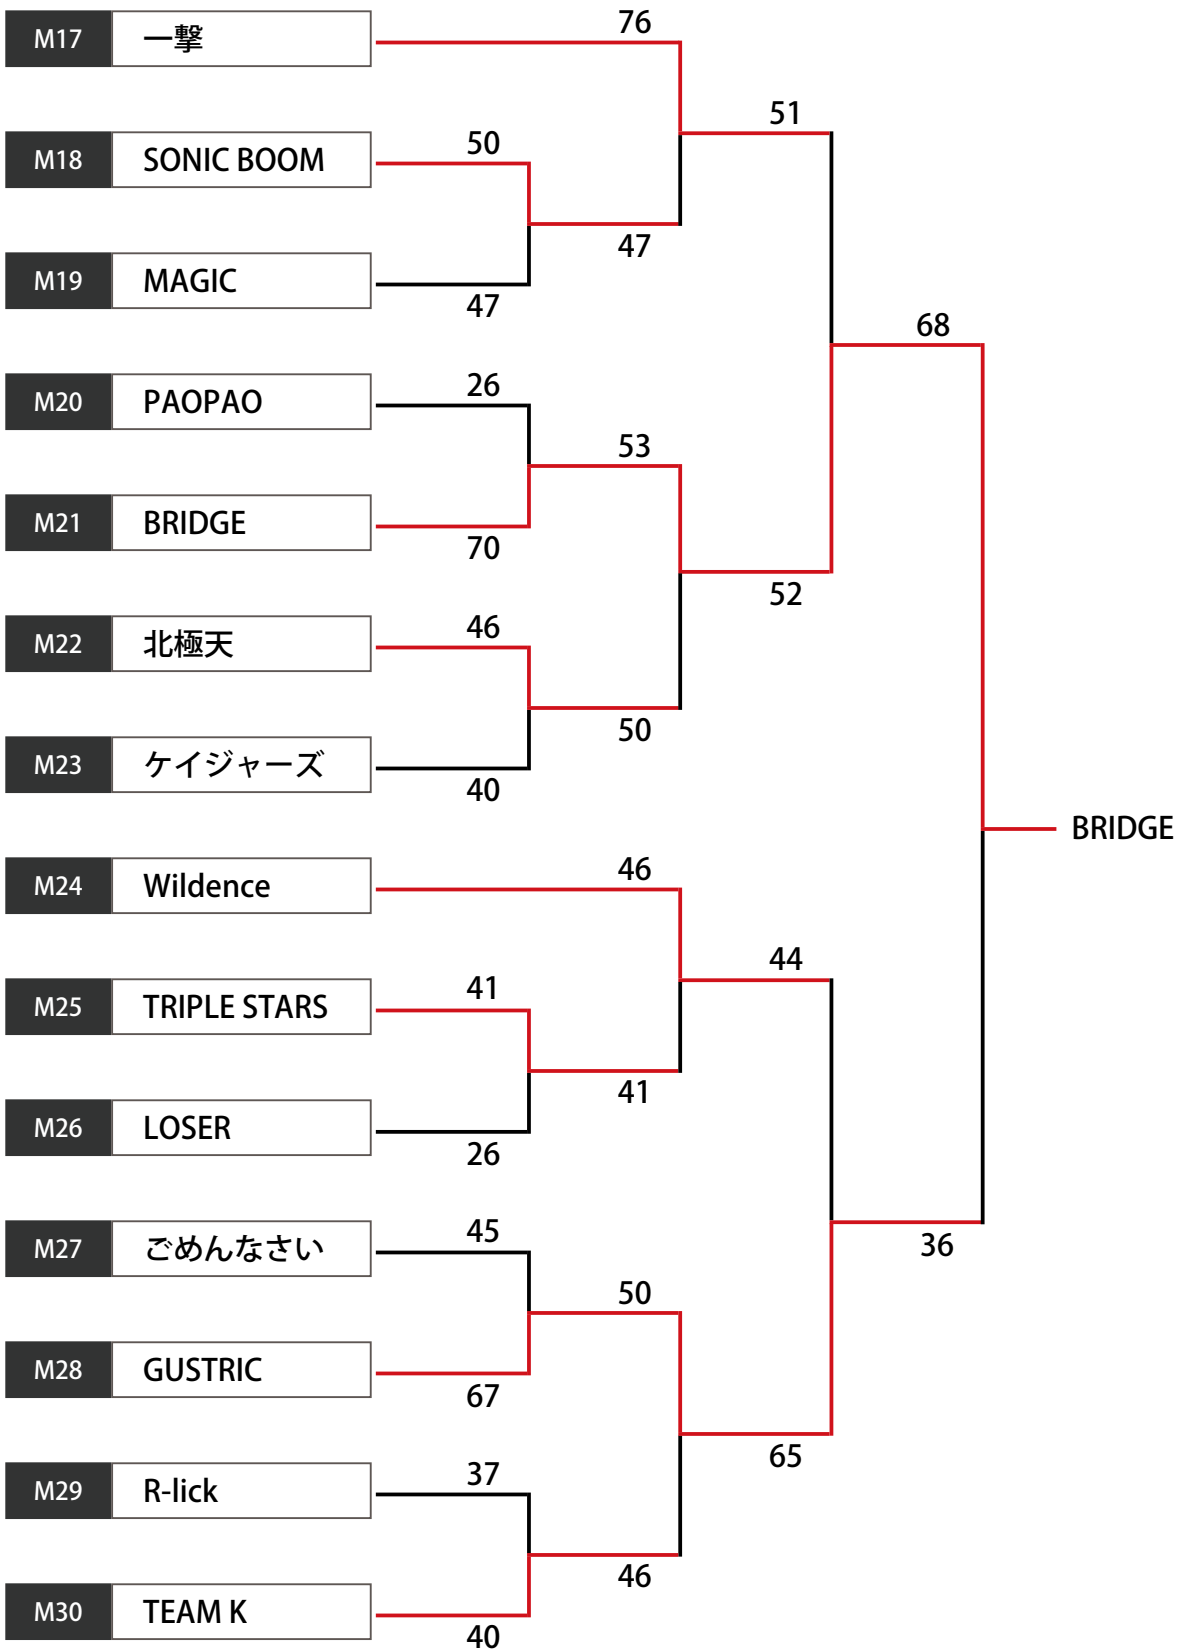 M17 一撃 76
51
M18 SONIC BOOM 50
47
M19 MAGIC 47
68
M20 PAOPAO 26
53
M21 BRIDGE 70
52
M22 北極天 46
50
M23 ケイジャーズ 40
BRIDGE
M24 Wildence 46
44
M25 TRIPLE STARS 41
41
M26 LOSER 26
M27 ごめんなさい 45
36
50
M28 GUSTRIC 67
65
M29 R-lick 37
46
M30 TEAM K 40